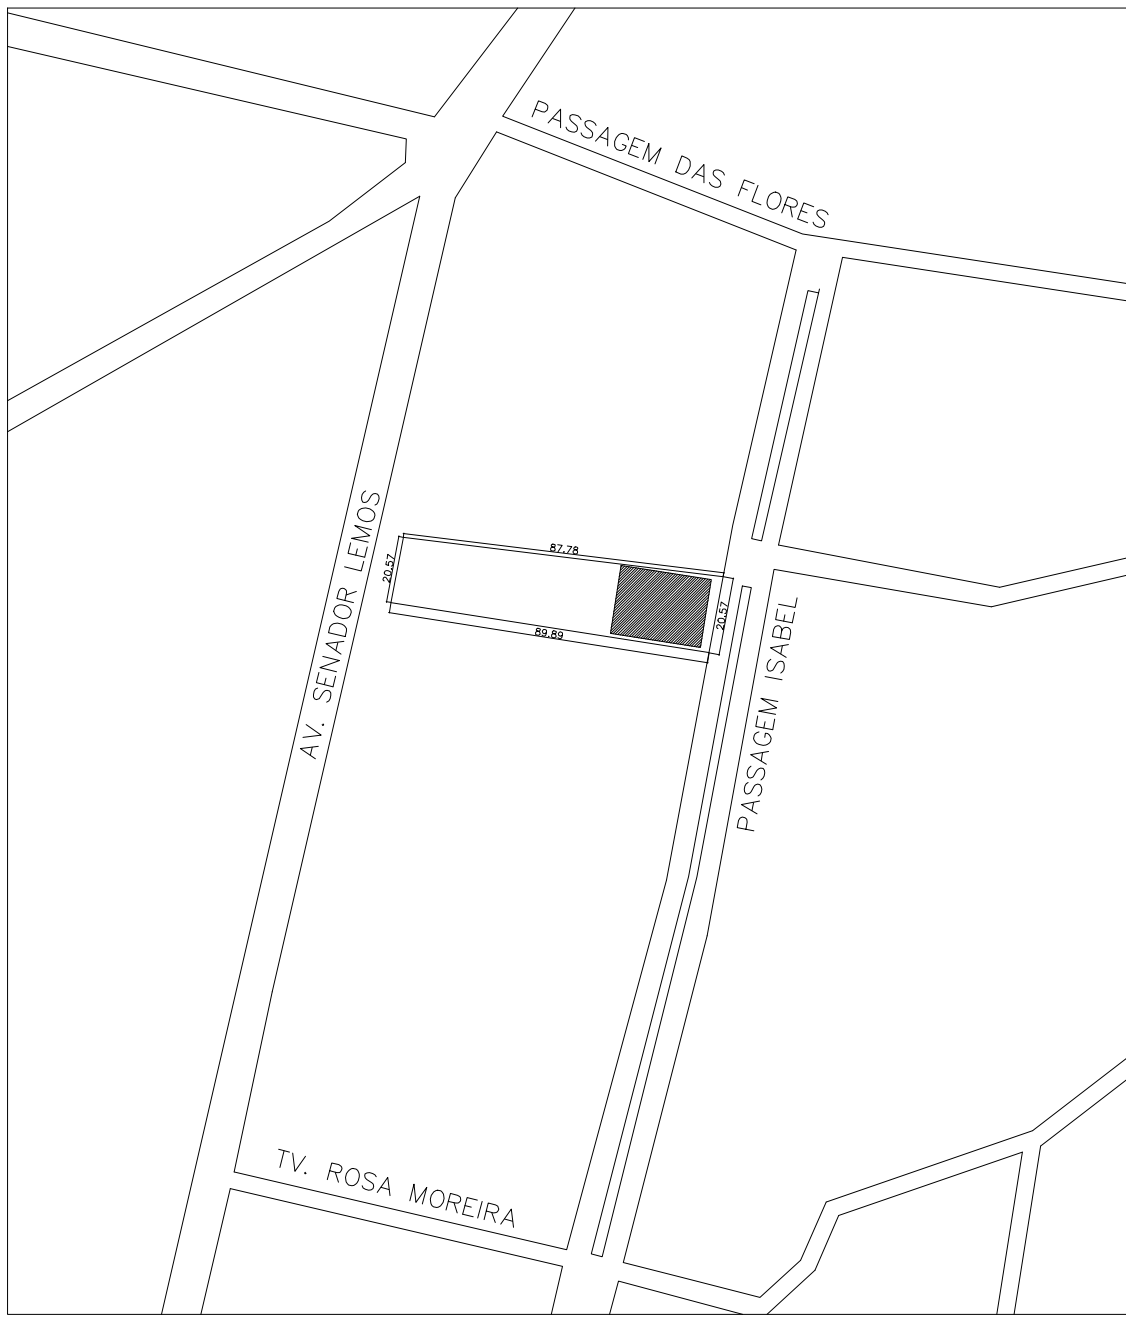 PASSAGEM DAS FLORES
AV. SENADOR LEMOS
87.78
20.57
20.57
89.89
PASSAGEM ISABEL
TV. ROSA MOREIRA